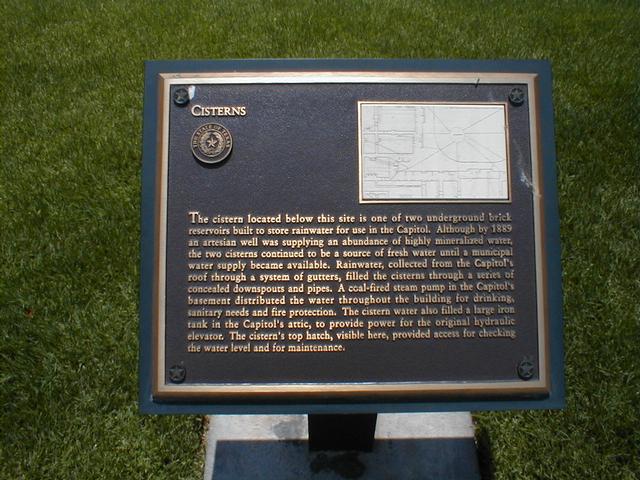 CISTERNS
THE STATE OF TEXAS
The cistern located below this site is one of two underground brick
reservoirs built to store rainwater for use in the Capitol. Although by 1889
an artesian well was supplying an abundance of highly mineralized water,
the two cisterns continued to be a source of fresh water until a municipal
water supply became available. Rainwater, collected from the Capitol's
roof through a system of gutters, filled the cisterns through a series of
concealed downspouts and pipes. A coal-fired steam pump in the Capitol's
basement distributed the water throughout the building for drinking,
sanitary needs and fire protection. The cistern water also filled a large iron
tank in the Capitol's attic, to provide power for the original hydraulic
elevator. The cistern's top hatch, visible here, provided access for checking
the water level and for maintenance.